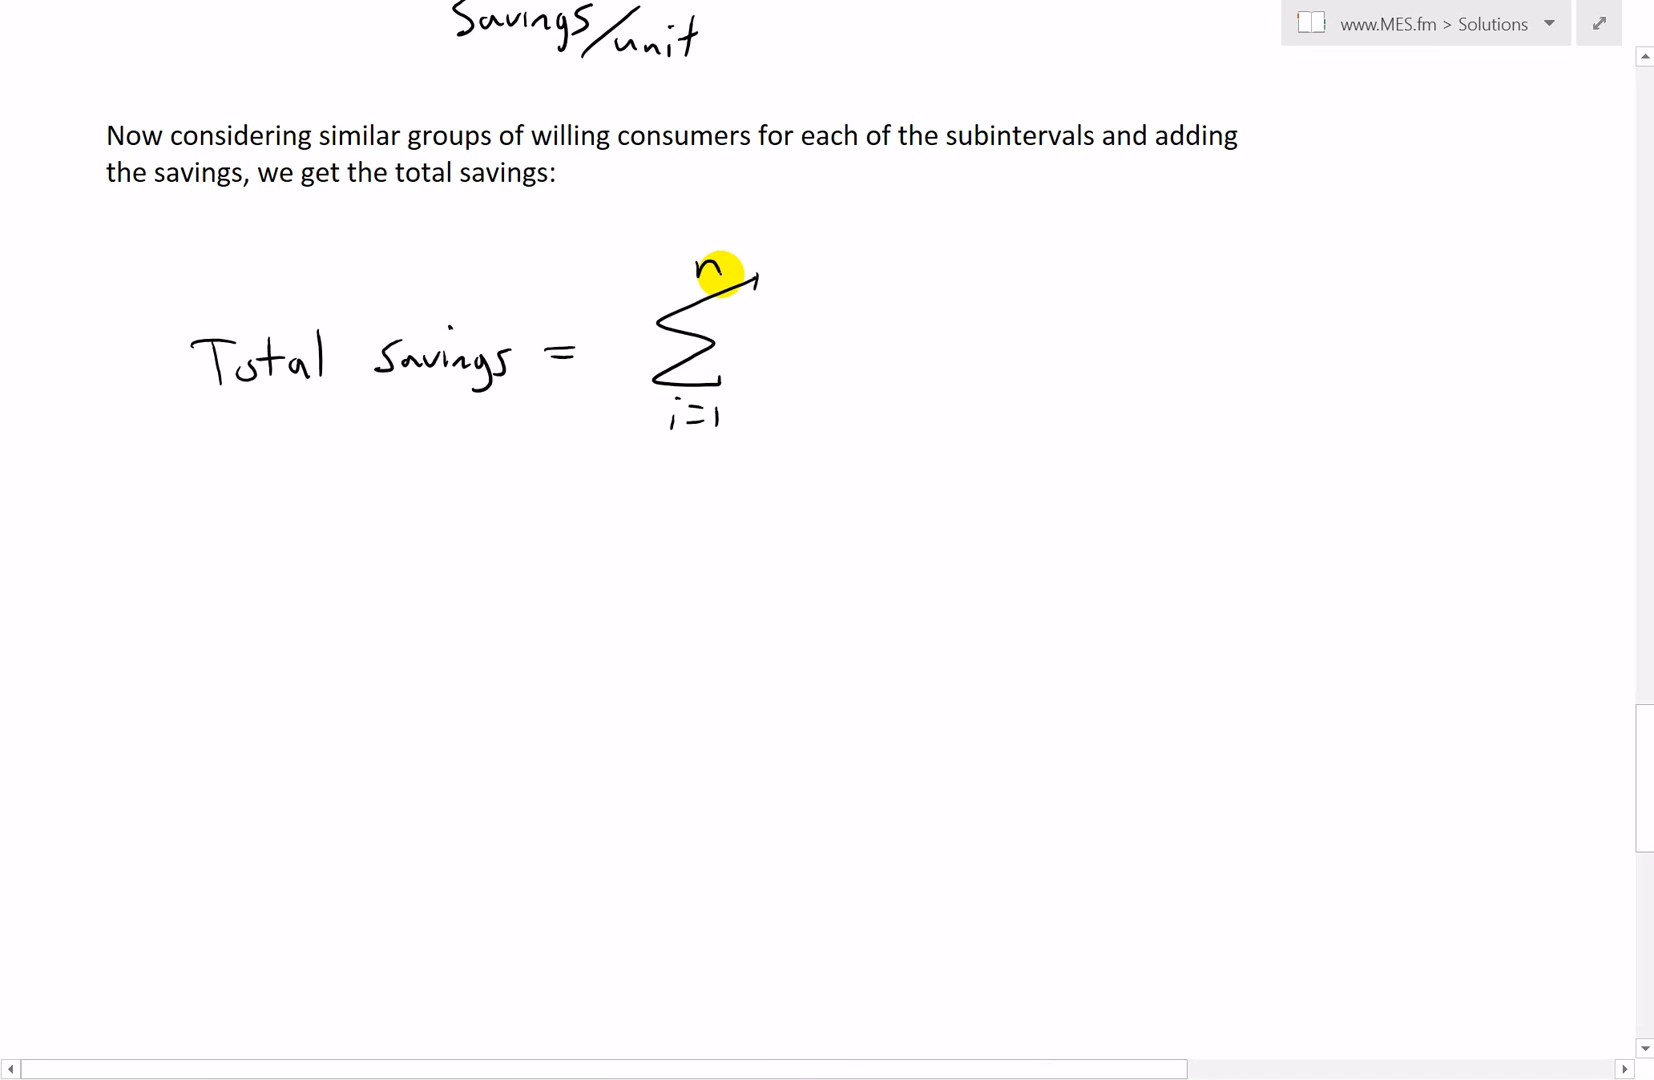 Savings/unit
www.MES.fm > Solutions
Now considering similar groups of willing consumers for each of the subintervals and adding
the savings, we get the total savings:
n
Total savings = ∑
i=1